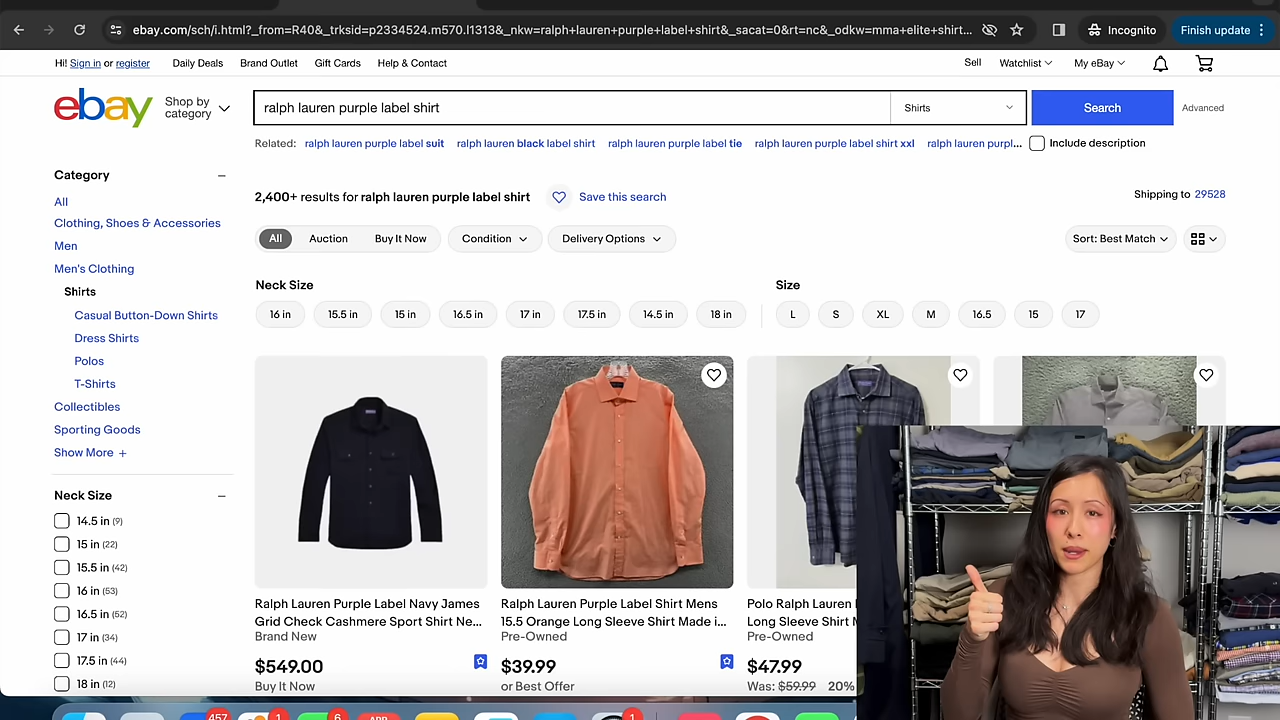 ebay.com/sch/i.html?_from=R40&_trksid=p2334524.m570.l1313&_nkw=ralph+lauren+purple+label+shirt&_sacat=0&rt=nc&_odkw=mma+elite+shirt...
Incognito
Finish update
Hi! Sign in or register
Daily Deals
Brand Outlet
Gift Cards
Help & Contact
Sell
Watchlist
My eBay
ebay
Shop by
category
ralph lauren purple label shirt
Shirts
Search
Advanced
Related:
ralph lauren purple label suit
ralph lauren black label shirt
ralph lauren purple label tie
ralph lauren purple label shirt xxl
ralph lauren purpl...
Include description
Category
All
Clothing, Shoes & Accessories
Men
Men's Clothing
Shirts
Casual Button-Down Shirts
Dress Shirts
Polos
T-Shirts
Collectibles
Sporting Goods
Show More
Neck Size
14.5 in (9)
15 in (22)
15.5 in (42)
16 in (53)
16.5 in (52)
17 in (34)
17.5 in (44)
18 in (12)
2,400+ results for ralph lauren purple label shirt
Save this search
Shipping to 29528
All
Auction
Buy It Now
Condition
Delivery Options
Sort: Best Match
Neck Size
16 in
15.5 in
15 in
16.5 in
17 in
17.5 in
14.5 in
18 in
Size
L
S
XL
M
16.5
15
17
Ralph Lauren Purple Label Navy James
Grid Check Cashmere Sport Shirt Ne...
Brand New
$549.00
Buy It Now
Ralph Lauren Purple Label Shirt Mens
15.5 Orange Long Sleeve Shirt Made i...
Pre-Owned
$39.99
or Best Offer
Polo Ralph Lauren
Long Sleeve Shirt
Pre-Owned
$47.99
Was: $59.99 20%
457
1
6
1